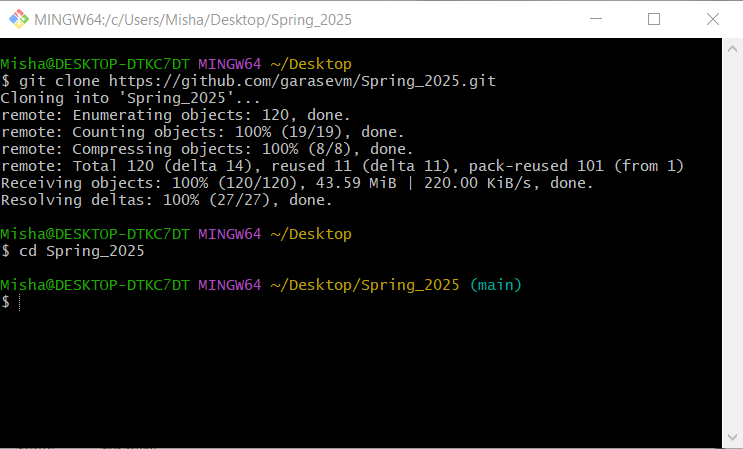 MINGW64:/c/Users/Misha/Desktop/Spring_2025
Misha@DESKTOP-DTKC7DT MINGW64 ~/Desktop
$ git clone https://github.com/garasevm/Spring_2025.git
Cloning into 'Spring_2025'...
remote: Enumerating objects: 120, done.
remote: Counting objects: 100% (19/19), done.
remote: Compressing objects: 100% (8/8), done.
remote: Total 120 (delta 14), reused 11 (delta 11), pack-reused 101 (from 1)
Receiving objects: 100% (120/120), 43.59 MiB | 220.00 KiB/s, done.
Resolving deltas: 100% (27/27), done.
Misha@DESKTOP-DTKC7DT MINGW64 ~/Desktop
$ cd Spring_2025
Misha@DESKTOP-DTKC7DT MINGW64 ~/Desktop/Spring_2025 (main)
$